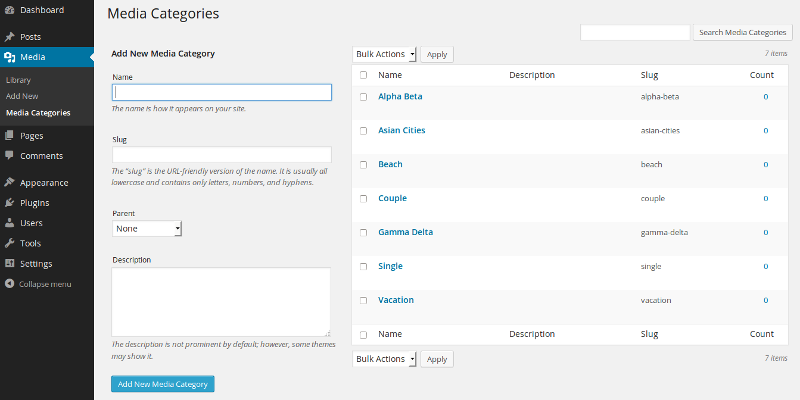 Dashboard
Posts
Media
Library
Add New
Media Categories
Pages
Comments
Appearance
Plugins
Users
Tools
Settings
Collapse menu
Media Categories
Search Media Categories
Add New Media Category
Name
The name is how it appears on your site.
Slug
The "slug" is the URL-friendly version of the name. It is usually all
lowercase and contains only letters, numbers, and hyphens.
Parent
None
Description
The description is not prominent by default; however, some themes
may show it.
Add New Media Category
Bulk Actions Apply 7 items
Name Description Slug Count
Alpha Beta alpha-beta 0
Asian Cities asian-cities 0
Beach beach 0
Couple couple 0
Gamma Delta gamma-delta 0
Single single 0
Vacation vacation 0
Name Description Slug Count
Bulk Actions Apply 7 items